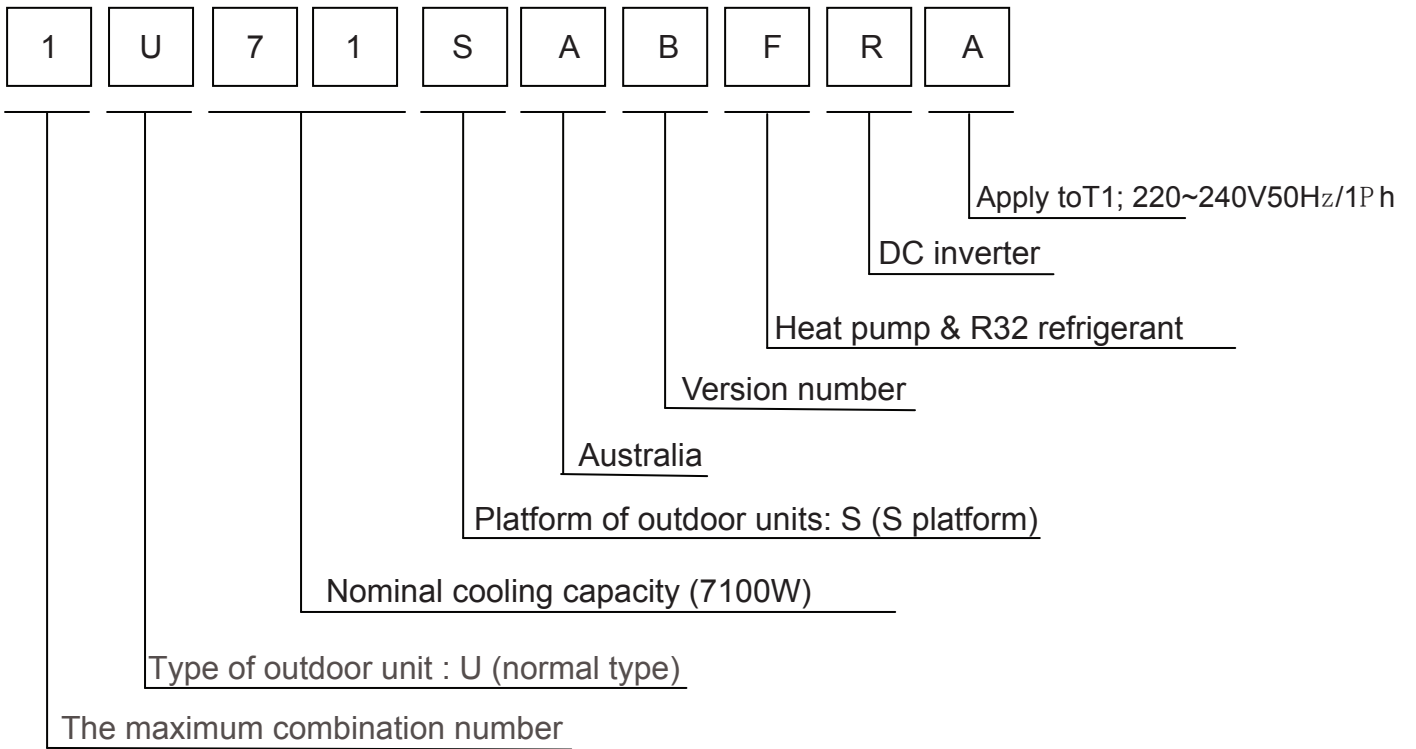 1 U 7 1 S A B F R A
Apply toT1; 220~240V50Hz/1Ph
DC inverter
Heat pump & R32 refrigerant
Version number
Australia
Platform of outdoor units: S (S platform)
Nominal cooling capacity (7100W)
Type of outdoor unit : U (normal type)
The maximum combination number